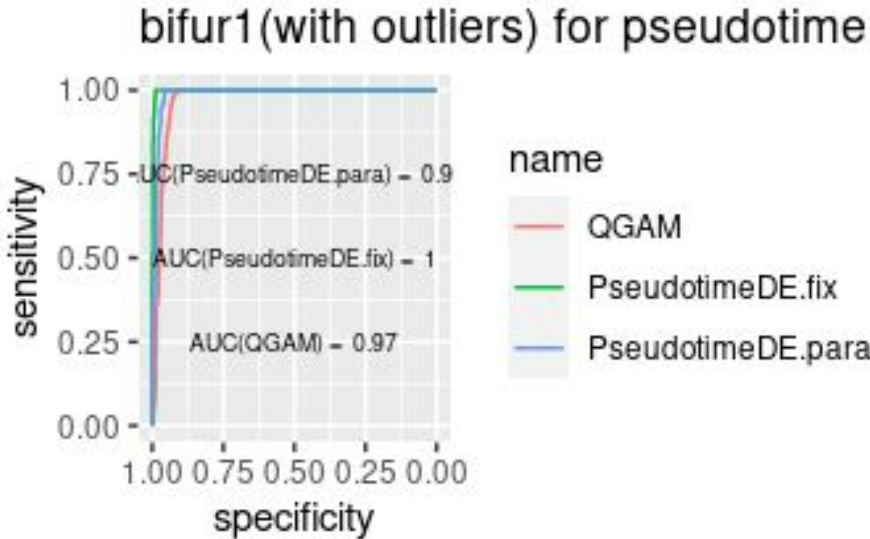 bifur1(with outliers) for pseudotime
sensitivity
1.00
0.75
0.50
0.25
0.00
UC(PseudotimeDE.para) = 0.9
AUC(PseudotimeDE.fix) = 1
AUC(QGAM) = 0.97
1.00 0.75 0.50 0.25 0.00
specificity
name
QGAM
PseudotimeDE.fix
PseudotimeDE.para